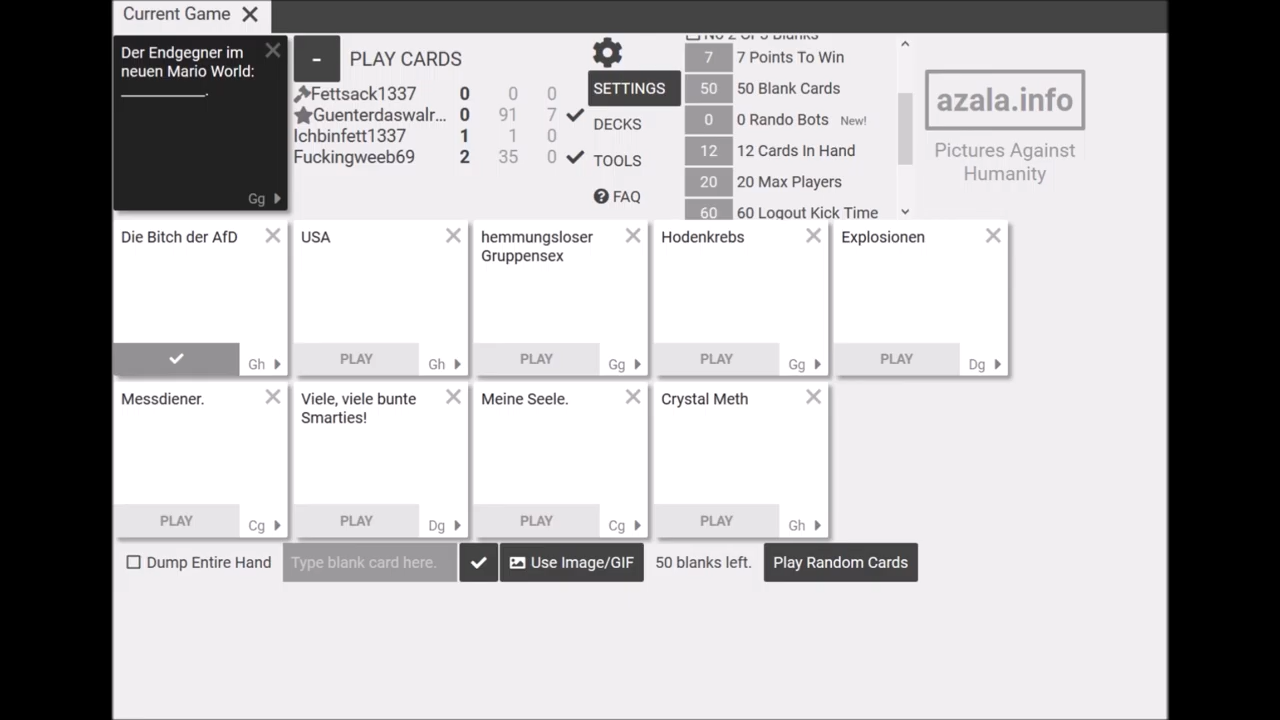 Current Game
Der Endgegner im
neuen Mario World:
__________.
Gg
- PLAY CARDS
Fettsack1337 0 0 0
Guenterdaswalr... 0 91 7
Ichbinfett1337 1 1 0
Fuckingweeb69 2 35 0
SETTINGS
DECKS
TOOLS
FAQ
No 2 Or 3 Blanks
7 7 Points To Win
50 50 Blank Cards
0 0 Rando Bots New!
12 12 Cards In Hand
20 20 Max Players
60 60 Logout Kick Time
azala.info
Pictures Against
Humanity
Die Bitch der AfD
Gh
USA
PLAY Gh
hemmungsloser
Gruppensex
PLAY Gg
Hodenkrebs
PLAY Gg
Explosionen
PLAY Dg
Messdiener.
PLAY Cg
Viele, viele bunte
Smarties!
PLAY Dg
Meine Seele.
PLAY Cg
Crystal Meth
PLAY Gh
Dump Entire Hand
Type blank card here.
Use Image/GIF
50 blanks left.
Play Random Cards